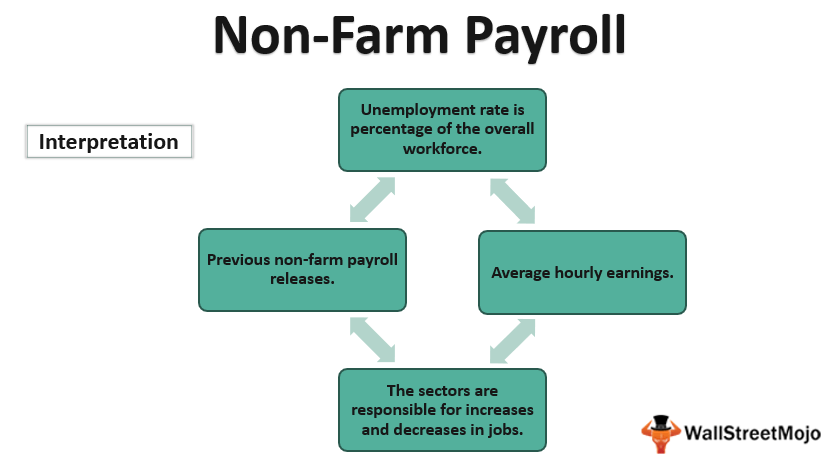 Non-Farm Payroll
Interpretation
Unemployment rate is
percentage of the overall
workforce.
Previous non-farm payroll
releases.
Average hourly earnings.
The sectors are
responsible for increases
and decreases in jobs.
WallStreetMojo